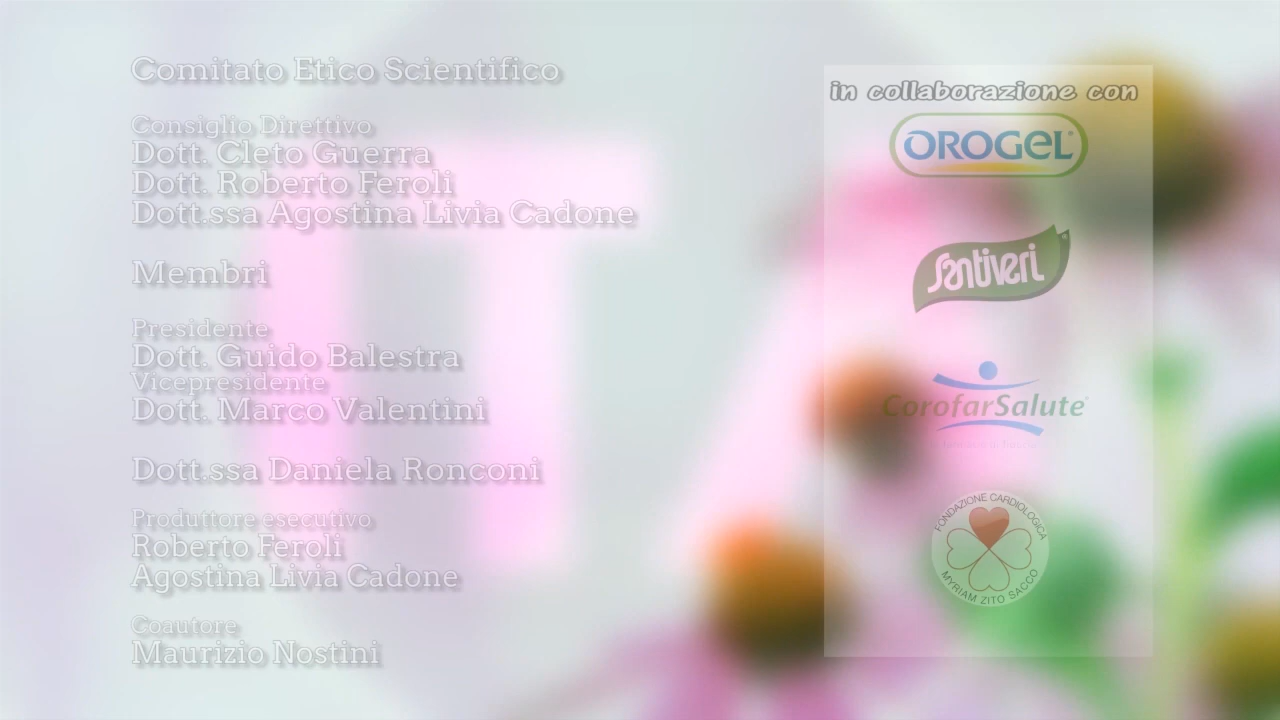 Comitato Etico Scientifico
Consiglio Direttivo
Dott. Cleto Guerra
Dott. Roberto Feroli
Dott.ssa Agostina Livia Cadone
Membri
Presidente
Dott. Guido Balestra
Vicepresidente
Dott. Marco Valentini
Dott.ssa Daniela Ronconi
Produttore esecutivo
Roberto Feroli
Agostina Livia Cadone
Coautore
Maurizio Nostini
in collaborazione con
OROGEL®
Santiveri
CorofarSalute
FONDAZIONE CARDIOLOGICA
MYRIAM ZITO SACCO
ITA